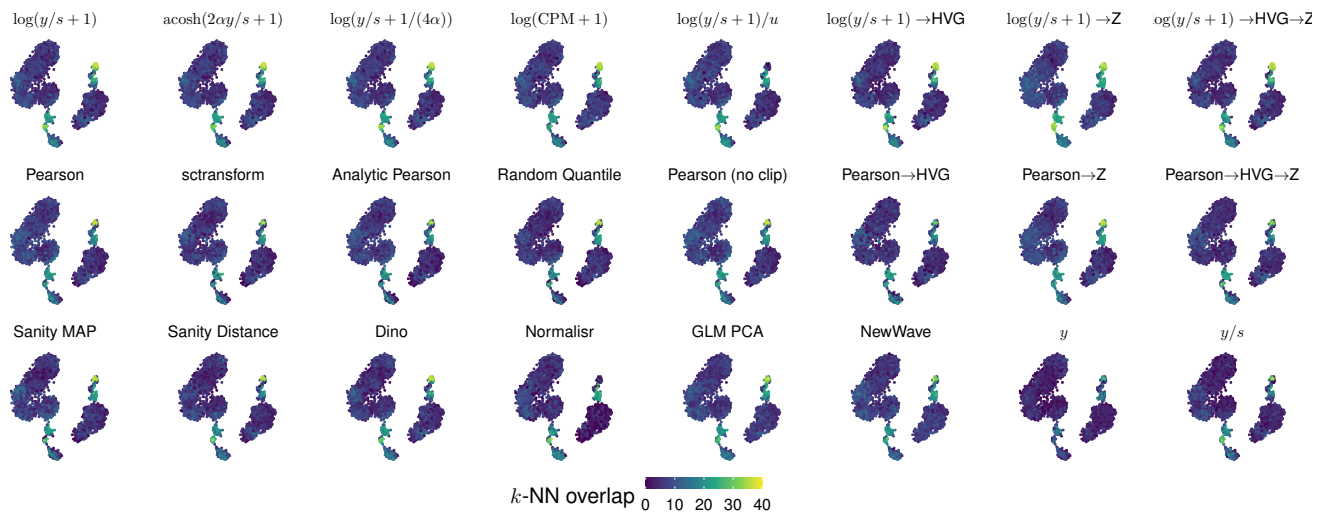 log(y/s + 1) acosh(2αy/s + 1) log(y/s + 1/(4α)) log(CPM + 1) log(y/s + 1)/u log(y/s + 1) →HVG log(y/s + 1) →Z log(y/s + 1) →HVG→Z
Pearson sctransform Analytic Pearson Random Quantile Pearson (no clip) Pearson→HVG Pearson→Z Pearson→HVG→Z
Sanity MAP Sanity Distance Dino Normalisr GLM PCA NewWave y y/s
k-NN overlap 0 10 20 30 40